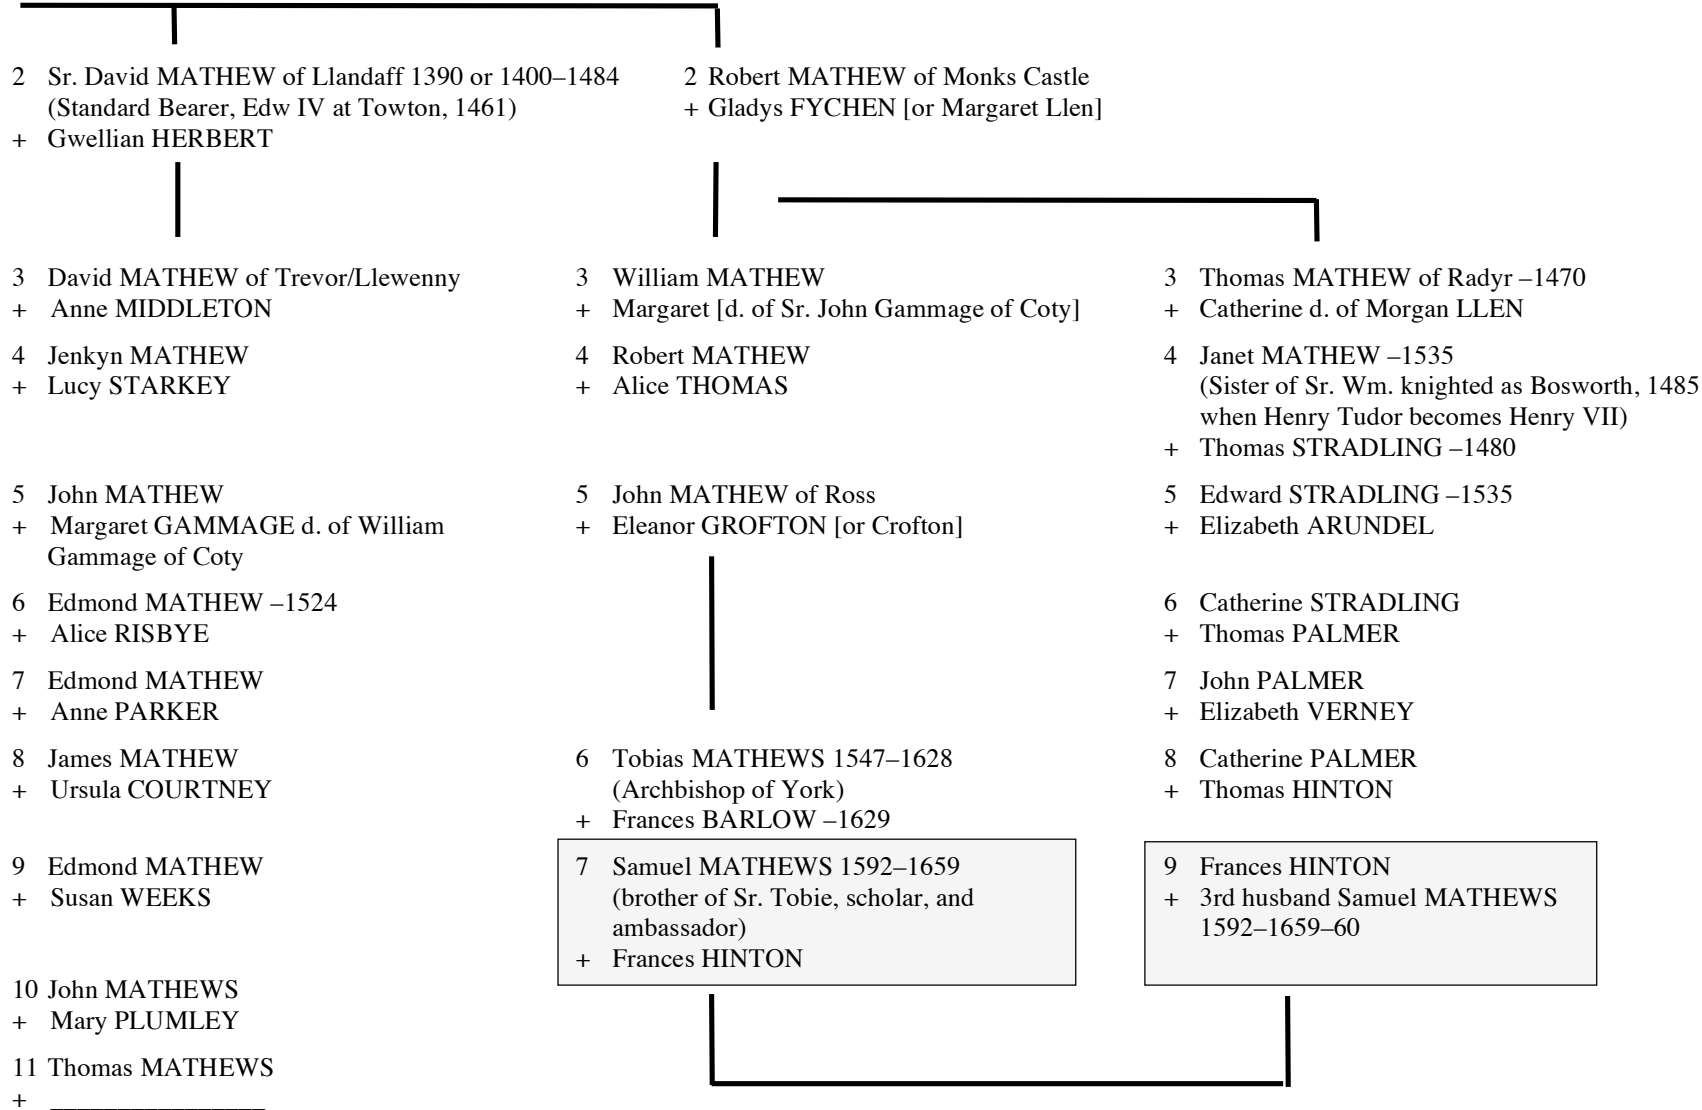 2 Sr. David MATHEW of Llandaff 1390 or 1400–1484
(Standard Bearer, Edw IV at Towton, 1461)
+ Gwellian HERBERT
2 Robert MATHEW of Monks Castle
+ Gladys FYCHEN [or Margaret Llen]
3 David MATHEW of Trevor/Llewenny
+ Anne MIDDLETON
4 Jenkyn MATHEW
+ Lucy STARKEY
5 John MATHEW
+ Margaret GAMMAGE d. of William
Gammage of Coty
6 Edmond MATHEW –1524
+ Alice RISBYE
7 Edmond MATHEW
+ Anne PARKER
8 James MATHEW
+ Ursula COURTNEY
9 Edmond MATHEW
+ Susan WEEKS
10 John MATHEWS
+ Mary PLUMLEY
11 Thomas MATHEWS
+ ________________
3 William MATHEW
+ Margaret [d. of Sr. John Gammage of Coty]
4 Robert MATHEW
+ Alice THOMAS
5 John MATHEW of Ross
+ Eleanor GROFTON [or Crofton]
6 Tobias MATHEWS 1547–1628
(Archbishop of York)
+ Frances BARLOW –1629
7 Samuel MATHEWS 1592–1659
(brother of Sr. Tobie, scholar, and
ambassador)
+ Frances HINTON
3 Thomas MATHEW of Radyr –1470
+ Catherine d. of Morgan LLEN
4 Janet MATHEW –1535
(Sister of Sr. Wm. knighted as Bosworth, 1485
when Henry Tudor becomes Henry VII)
+ Thomas STRADLING –1480
5 Edward STRADLING –1535
+ Elizabeth ARUNDEL
6 Catherine STRADLING
+ Thomas PALMER
7 John PALMER
+ Elizabeth VERNEY
8 Catherine PALMER
+ Thomas HINTON
9 Frances HINTON
+ 3rd husband Samuel MATHEWS
1592–1659–60